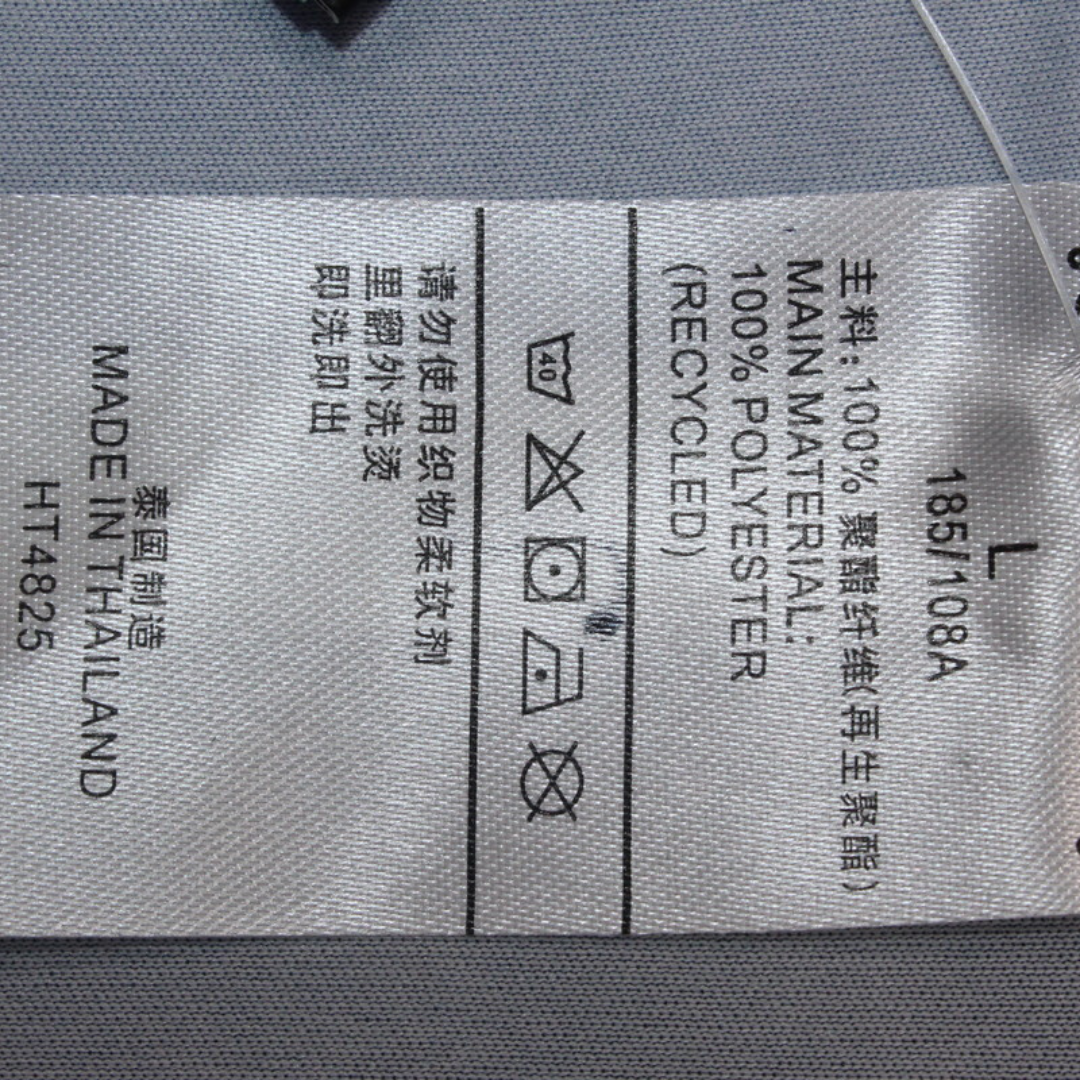 L
185/108A
主料: 100% 聚酯纤维(再生聚酯)
MAIN MATERIAL:
100% POLYESTER
(RECYCLED)
40
请勿使用织物柔软剂
里翻外洗烫
即洗即出
泰国制造
MADE IN THAILAND
HT4825